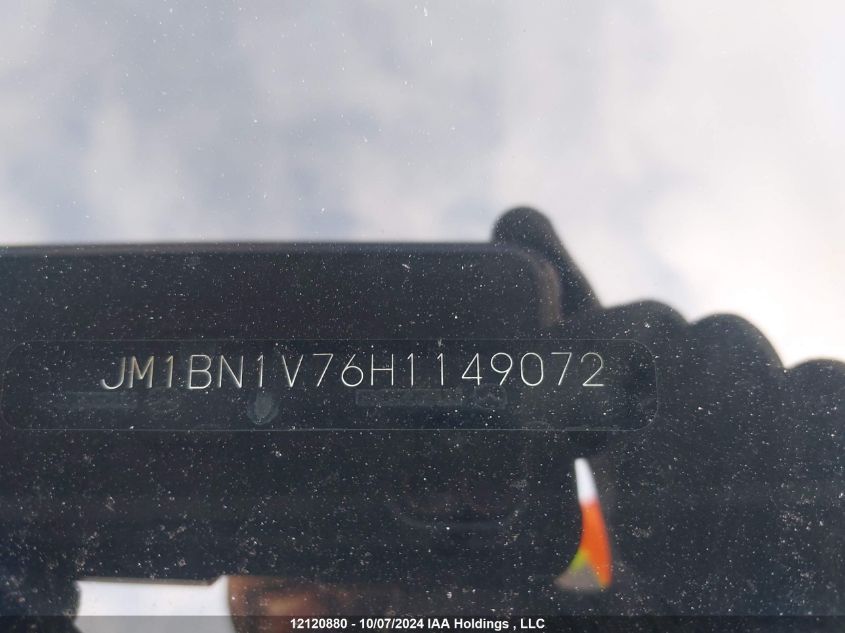 JM1BN1V76H1149072
12120880 - 10/07/2024 IAA Holdings , LLC